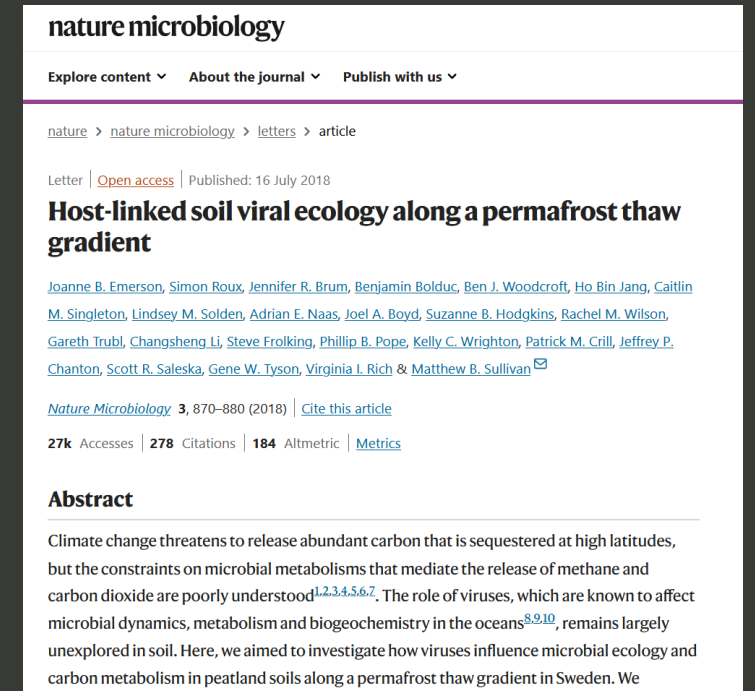 nature microbiology
Explore content About the journal Publish with us
nature > nature microbiology > letters > article
Letter | Open access | Published: 16 July 2018
Host-linked soil viral ecology along a permafrost thaw
gradient
Joanne B. Emerson, Simon Roux, Jennifer R. Brum, Benjamin Bolduc, Ben J. Woodcroft, Ho Bin Jang, Caitlin
M. Singleton, Lindsey M. Solden, Adrian E. Naas, Joel A. Boyd, Suzanne B. Hodgkins, Rachel M. Wilson,
Gareth Trubl, Changsheng Li, Steve Frolking, Phillip B. Pope, Kelly C. Wrighton, Patrick M. Crill, Jeffrey P.
Chanton, Scott R. Saleska, Gene W. Tyson, Virginia I. Rich & Matthew B. Sullivan
Nature Microbiology 3, 870–880 (2018) | Cite this article
27k Accesses | 278 Citations | 184 Altmetric | Metrics
Abstract
Climate change threatens to release abundant carbon that is sequestered at high latitudes,
but the constraints on microbial metabolisms that mediate the release of methane and
carbon dioxide are poorly understood1,2,3,4,5,6,7. The role of viruses, which are known to affect
microbial dynamics, metabolism and biogeochemistry in the oceans8,9,10, remains largely
unexplored in soil. Here, we aimed to investigate how viruses influence microbial ecology and
carbon metabolism in peatland soils along a permafrost thaw gradient in Sweden. We